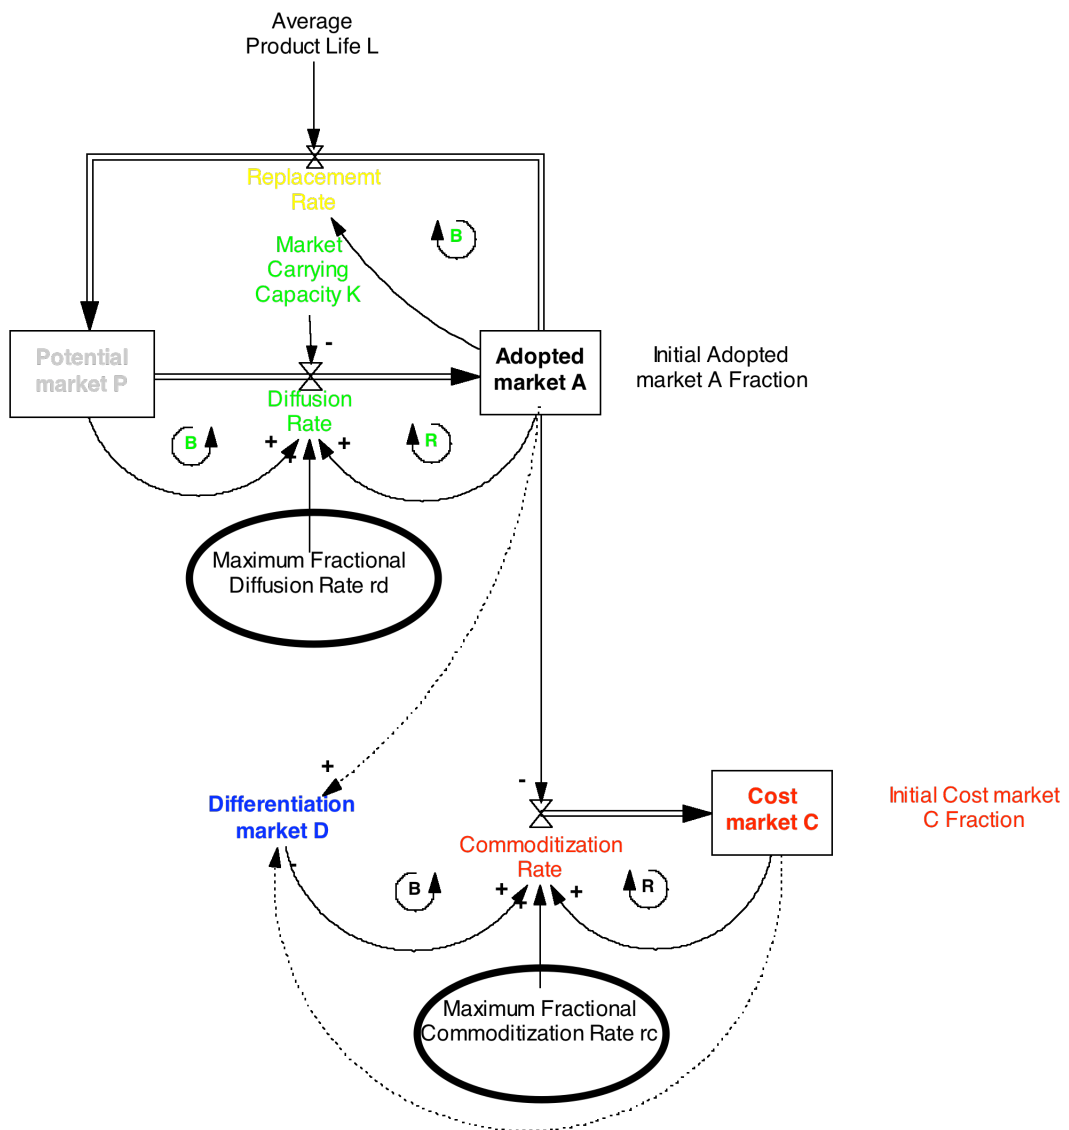 Average
Product Life L
Replacememt
Rate
B
Market
Carrying
Capacity K
-
Potential
market P
Adopted
market A
Initial Adopted
market A Fraction
Diffusion
Rate
B
R
+
+
+
Maximum Fractional
Diffusion Rate rd
+
-
Differentiation
market D
Cost
market C
Initial Cost market
C Fraction
Commoditization
Rate
-
B
R
+
+
+
Maximum Fractional
Commoditization Rate rc